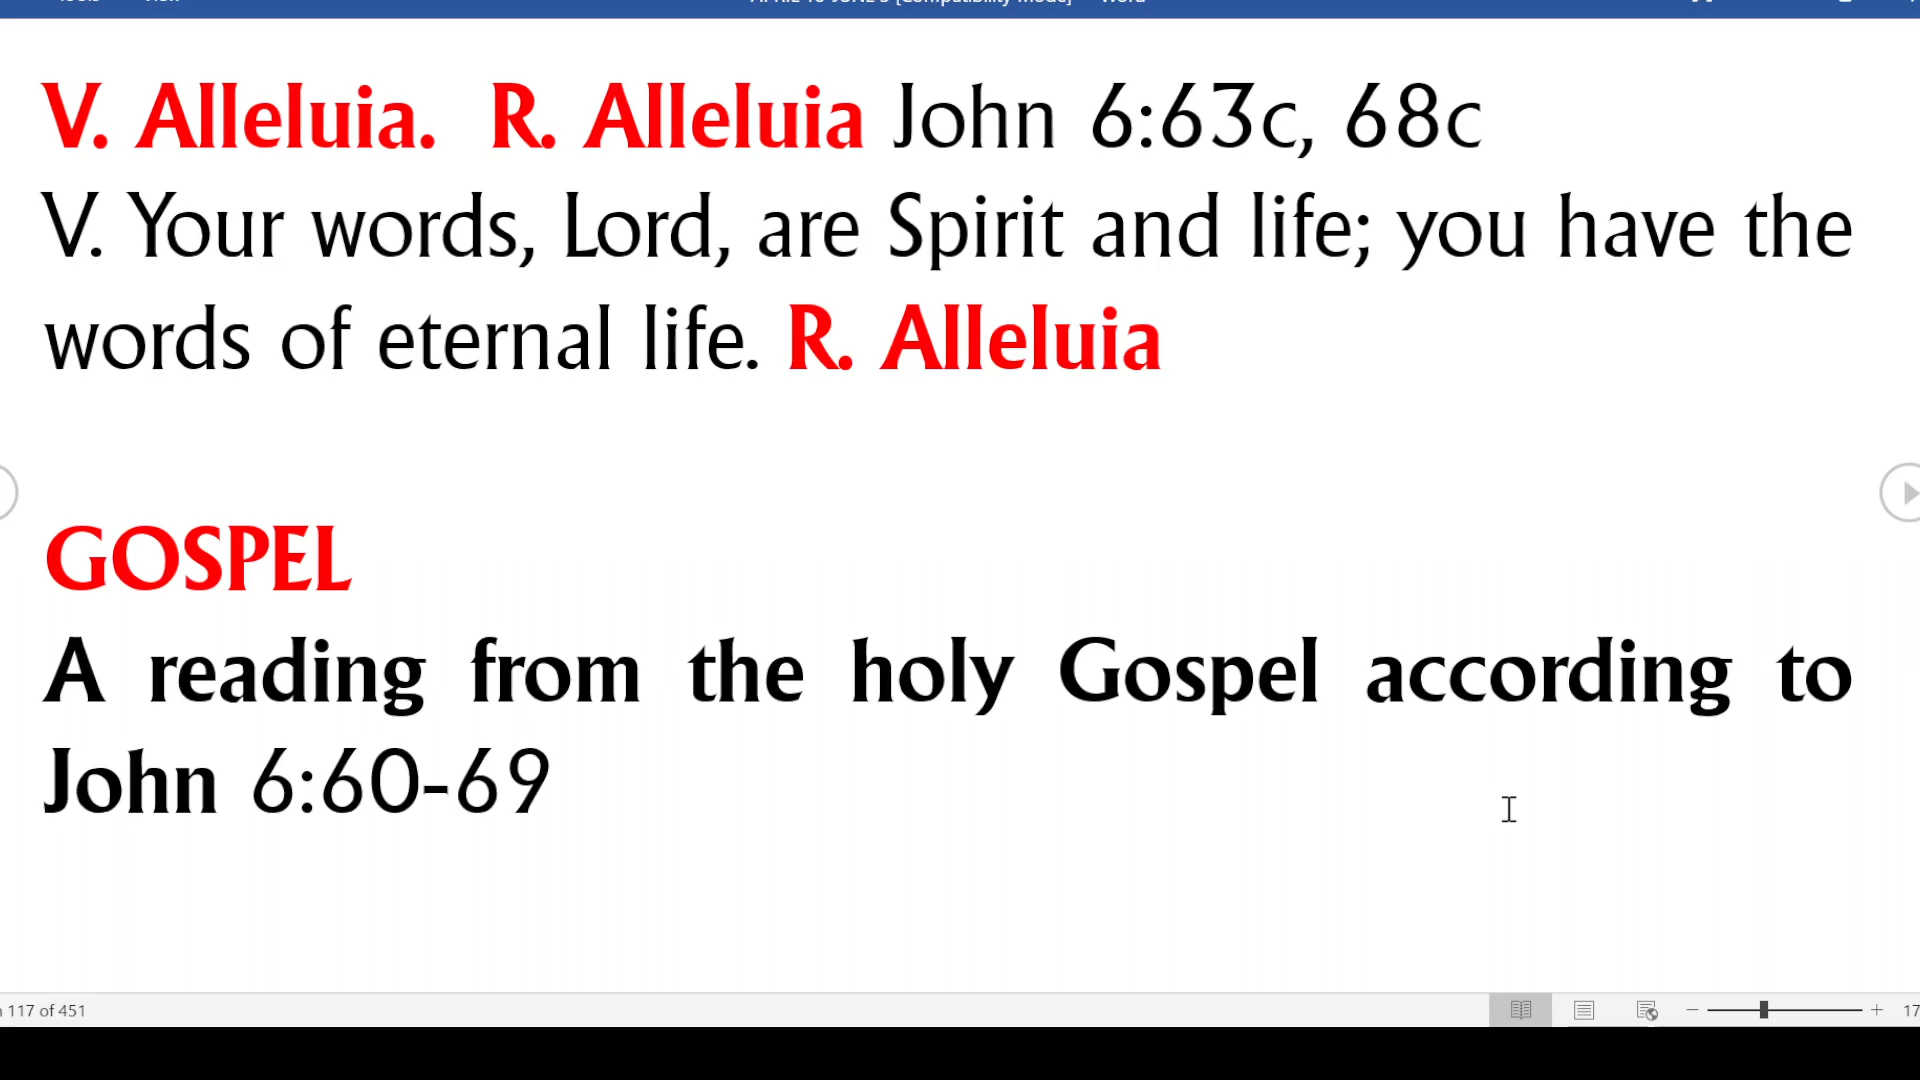 V. Alleluia. R. Alleluia John 6:63c, 68c
V. Your words, Lord, are Spirit and life; you have the
words of eternal life. R. Alleluia
GOSPEL
A reading from the holy Gospel according to
John 6:60-69
117 of 451